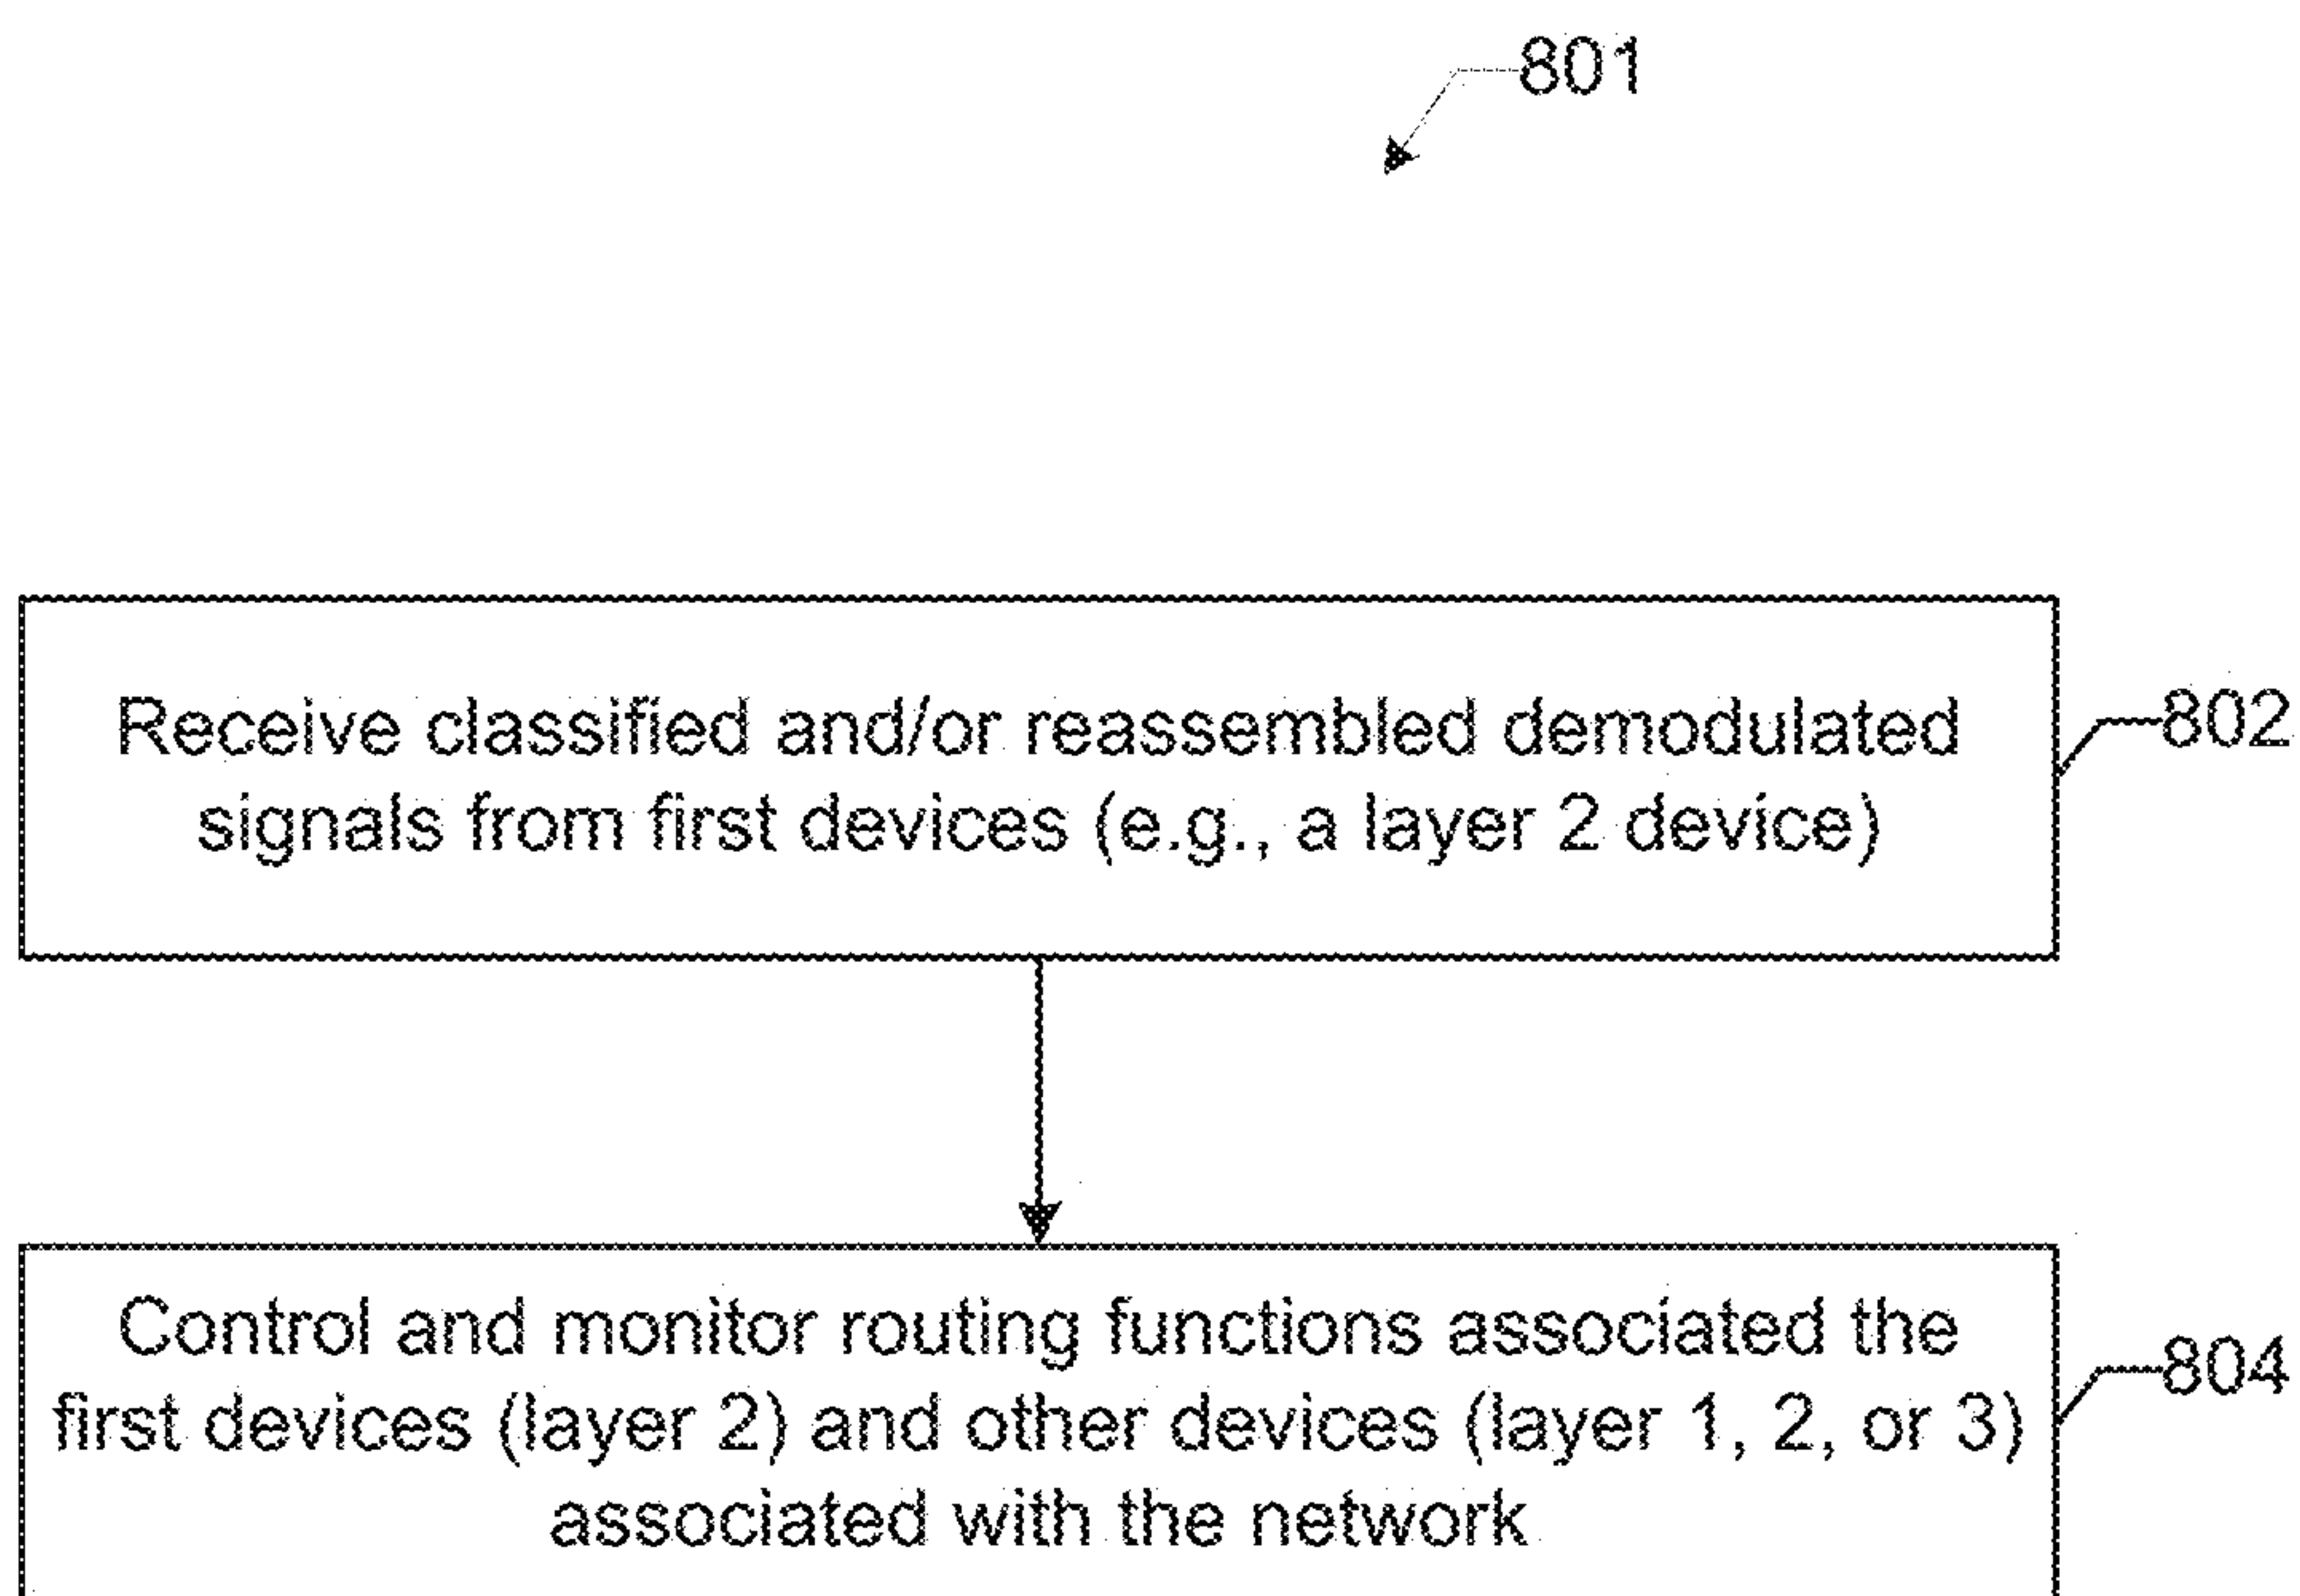 801
Receive classified and/or reassembled demodulated
signals from first devices (e.g., a layer 2 device)
802
Control and monitor routing functions associated the
first devices (layer 2) and other devices (layer 1, 2, or 3)
associated with the network
804